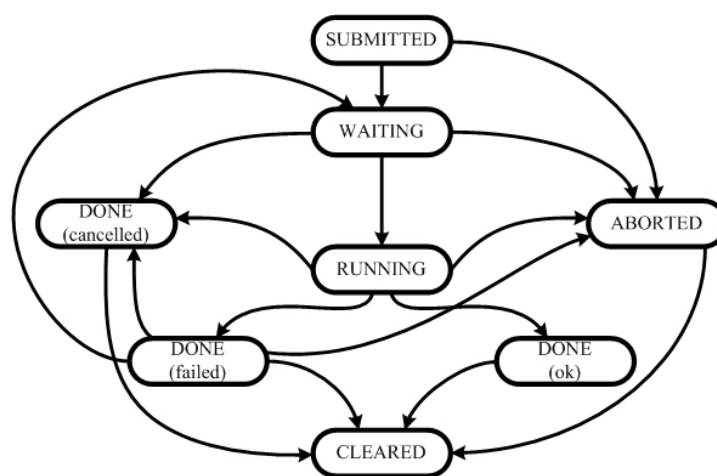 SUBMITTED
WAITING
DONE
(cancelled)
ABORTED
RUNNING
DONE
(failed)
DONE
(ok)
CLEARED